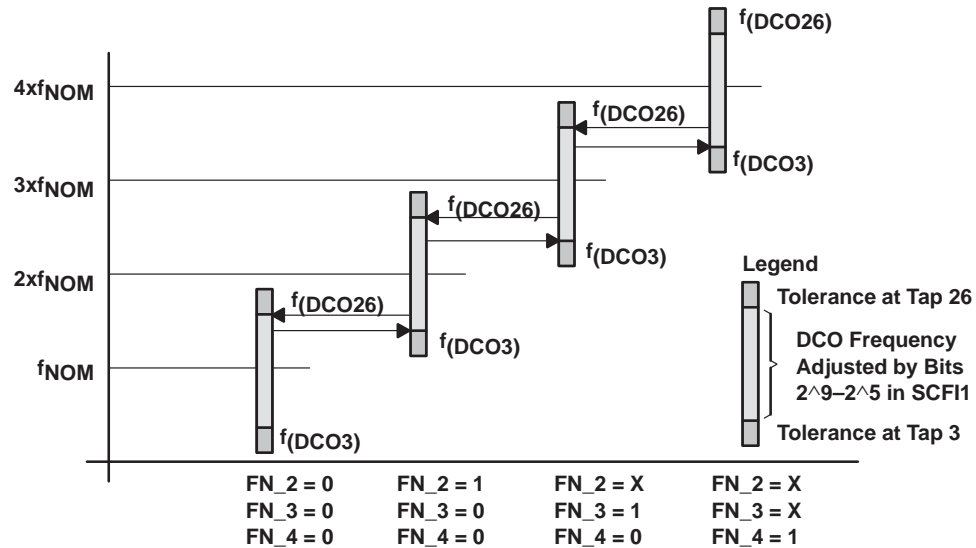 f(DCO26)
4xfNOM
f(DCO26)
f(DCO3)
3xfNOM
f(DCO26)
f(DCO3)
2xfNOM
Legend
f(DCO26)
Tolerance at Tap 26
f(DCO3)
DCO Frequency
Adjusted by Bits
2^9–2^5 in SCFI1
fNOM
f(DCO3)
Tolerance at Tap 3
FN_2 = 0 FN_2 = 1 FN_2 = X FN_2 = X
FN_3 = 0 FN_3 = 0 FN_3 = 1 FN_3 = X
FN_4 = 0 FN_4 = 0 FN_4 = 0 FN_4 = 1